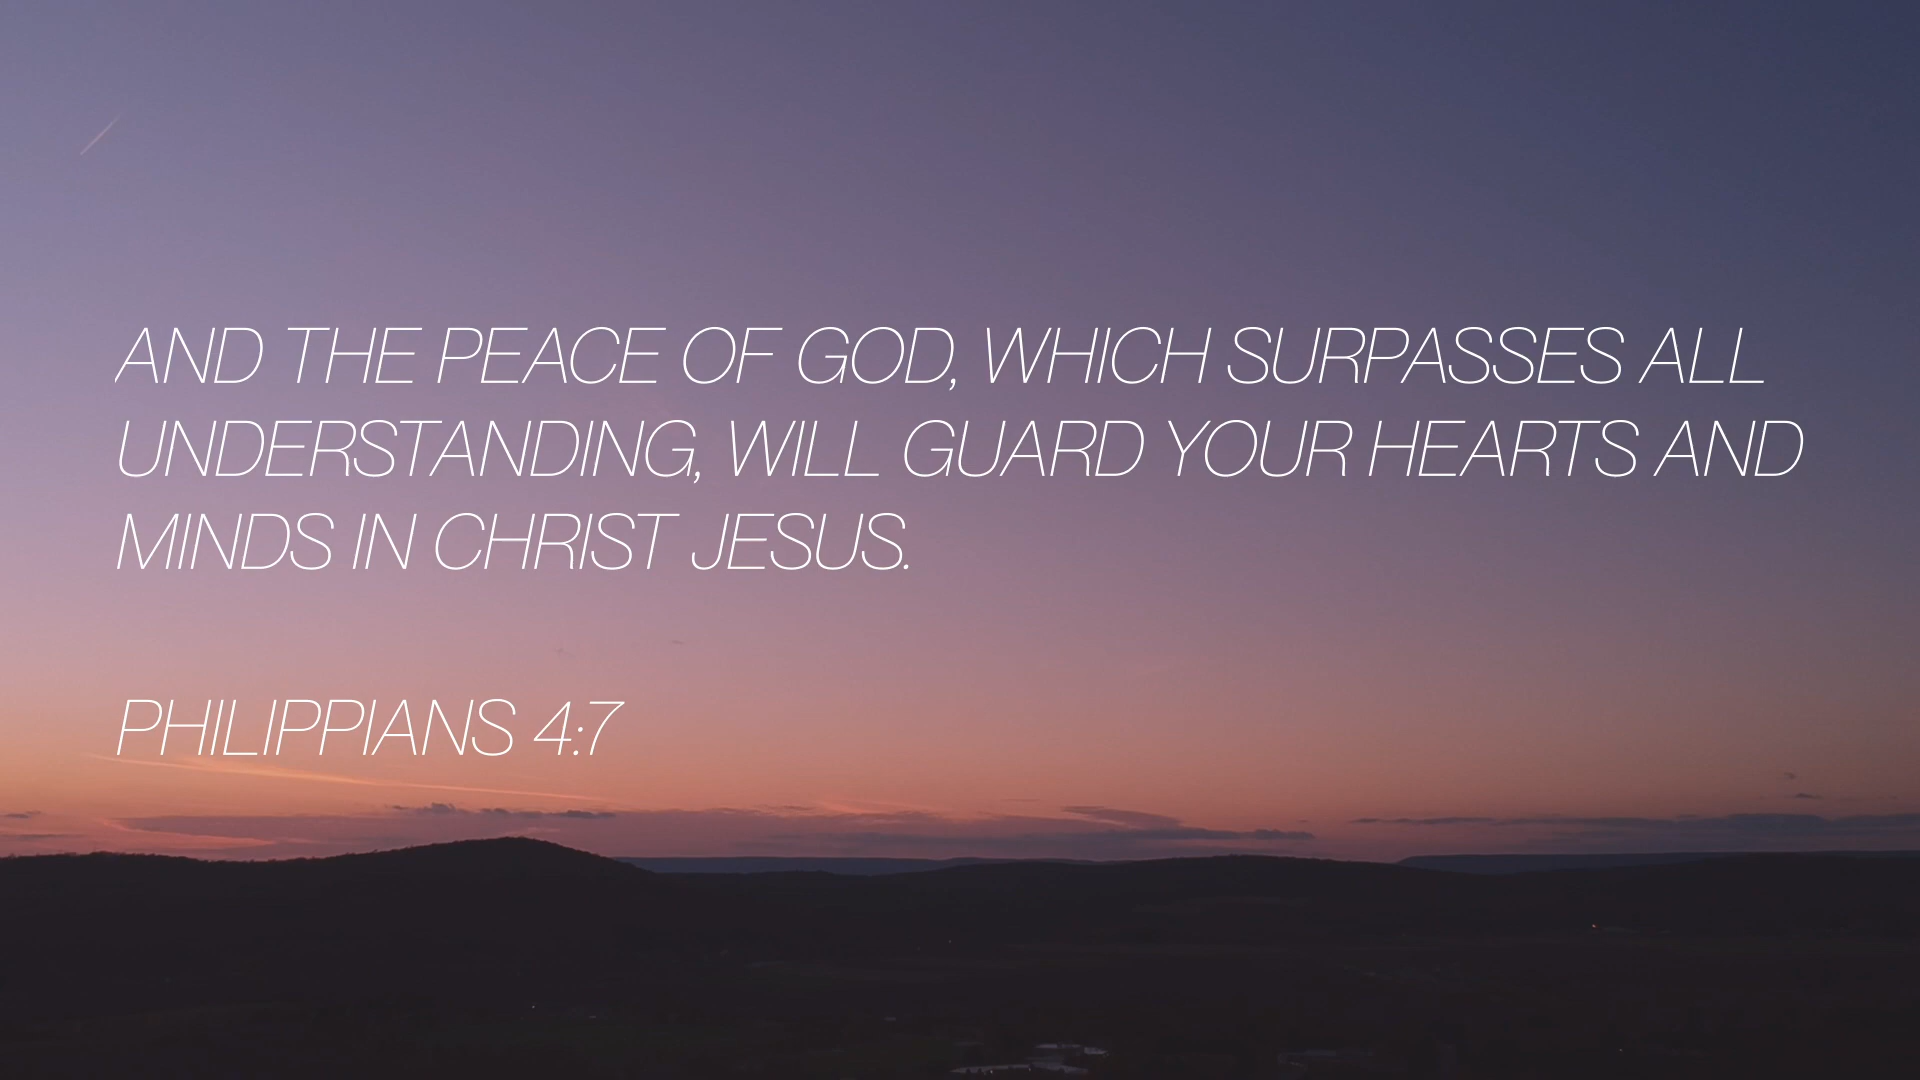 AND THE PEACE OF GOD, WHICH SURPASSES ALL
UNDERSTANDING, WILL GUARD YOUR HEARTS AND
MINDS IN CHRIST JESUS.
PHILIPPIANS 4:7